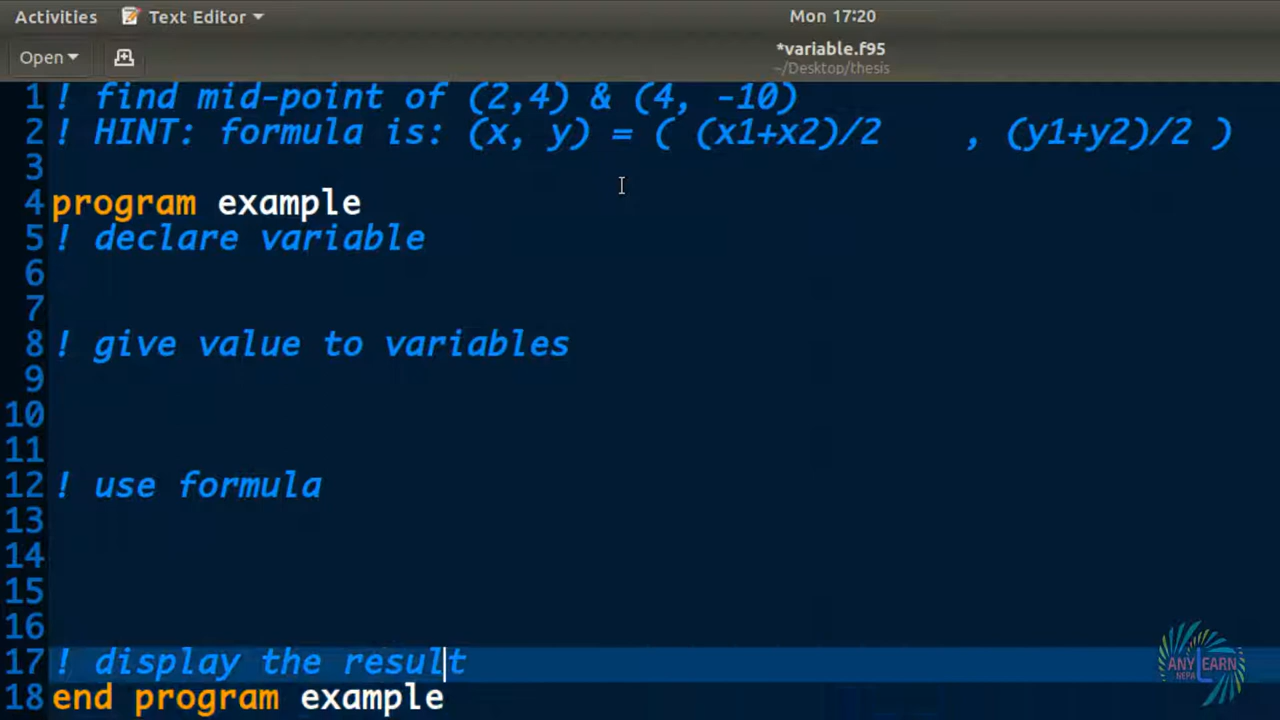 Activities Text Editor Mon 17:20
Open *variable.f95
~/Desktop/thesis
1 ! find mid-point of (2,4) & (4, -10)
2 ! HINT: formula is: (x, y) = ( (x1+x2)/2    , (y1+y2)/2 )
3
4 program example
5 ! declare variable
6
7
8 ! give value to variables
9
10
11
12 ! use formula
13
14
15
16
17 ! display the result
18 end program example
ANY LEARN
NEPAL